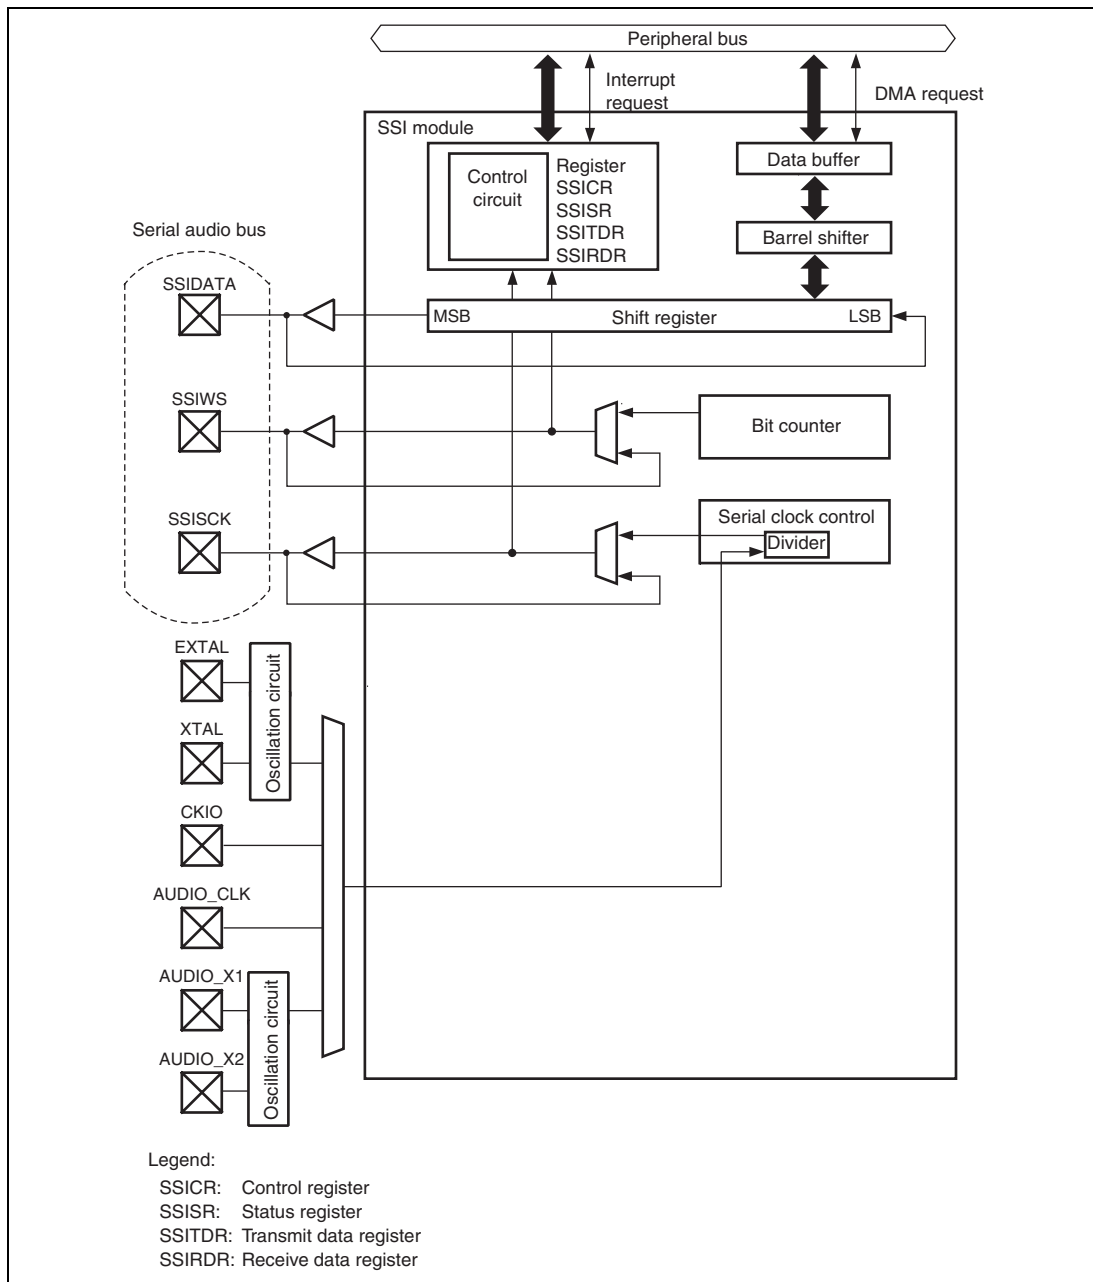 Peripheral bus
Interrupt
request
DMA request
SSI module
Control
circuit
Register
SSICR
SSISR
SSITDR
SSIRDR
Data buffer
Barrel shifter
Serial audio bus
SSIDATA
MSB
Shift register
LSB
SSIWS
Bit counter
SSISCK
Serial clock control
Divider
EXTAL
Oscillation circuit
XTAL
CKIO
AUDIO_CLK
AUDIO_X1
Oscillation circuit
AUDIO_X2
Legend:
SSICR: Control register
SSISR: Status register
SSITDR: Transmit data register
SSIRDR: Receive data register